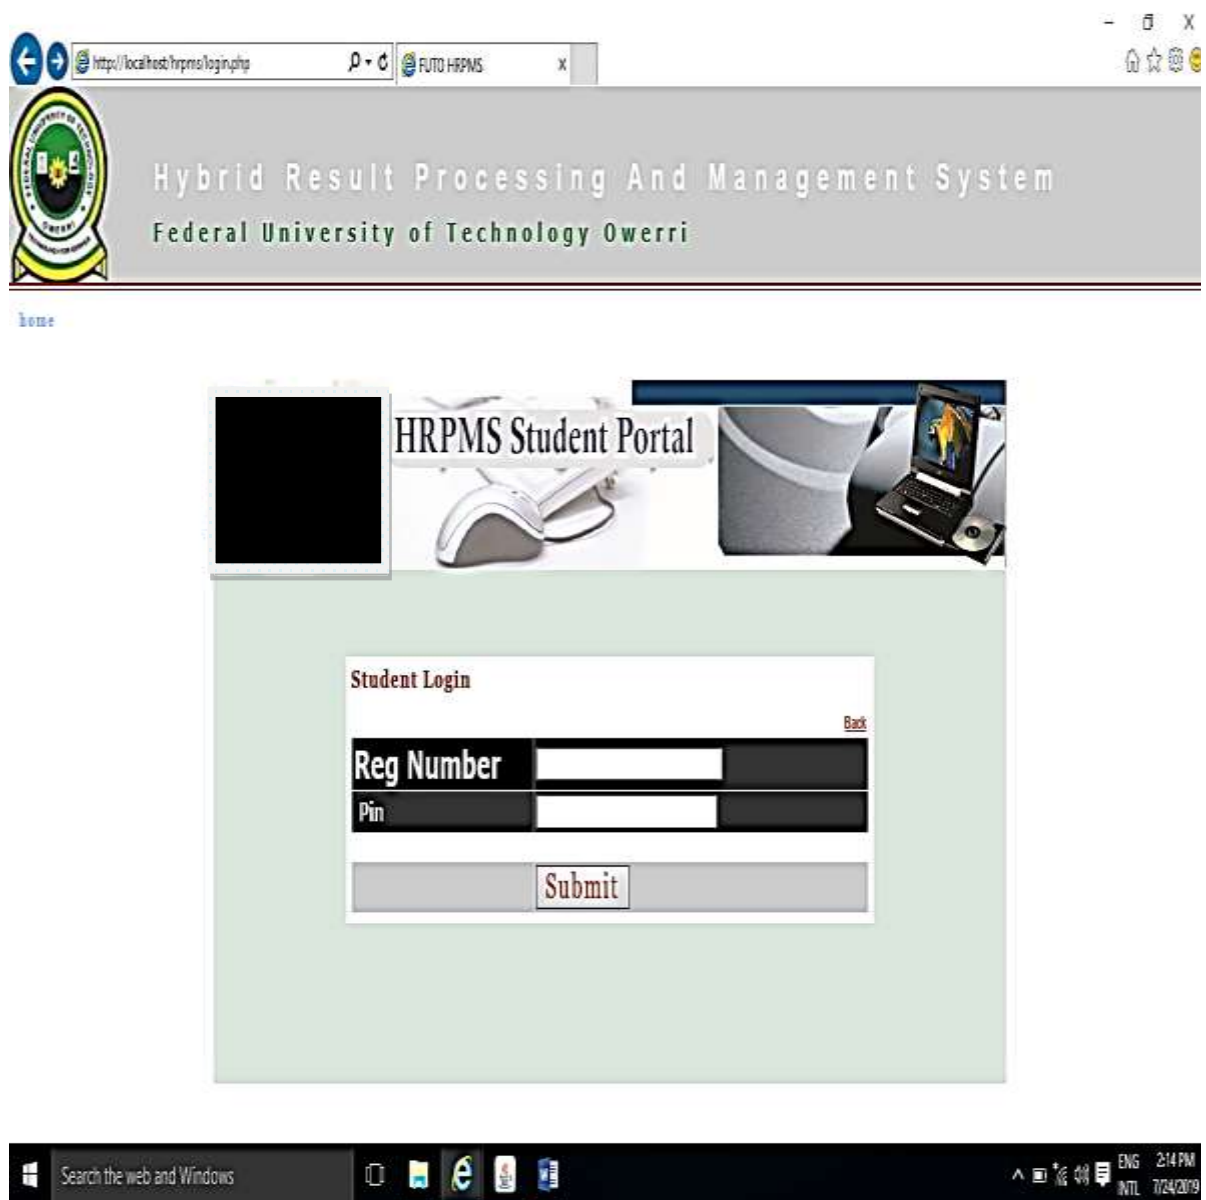 http://localhost/hrpms/login.php
FUTO HRPMS
Hybrid Result Processing And Management System
Federal University of Technology Owerri
home
HRPMS Student Portal
Student Login
Back
Reg Number
Pin
Submit
Search the web and Windows
ENG 2:14 PM
INTL 7/24/2019